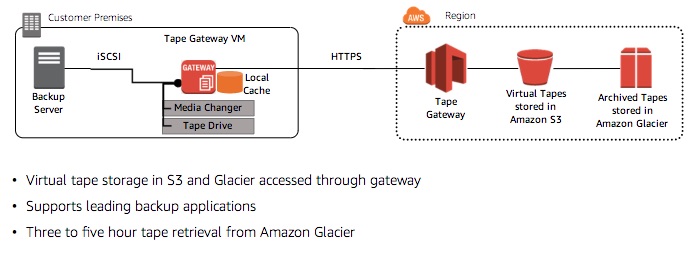 Customer Premises
Tape Gateway VM
iSCSI
GATEWAY
Local
Cache
Backup
Server
Media Changer
Tape Drive
HTTPS
AWS
Region
Tape
Gateway
Virtual Tapes
stored in
Amazon S3
Archived Tapes
stored in
Amazon Glacier
• Virtual tape storage in S3 and Glacier accessed through gateway
• Supports leading backup applications
• Three to five hour tape retrieval from Amazon Glacier